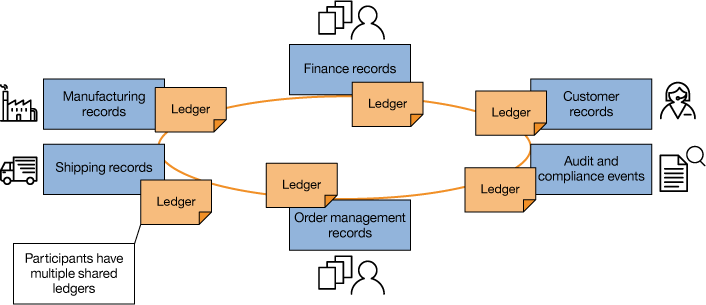 Finance records
Ledger
Manufacturing
records
Ledger
Customer
records
Ledger
Shipping records
Ledger
Audit and
compliance events
Ledger
Ledger
Order management
records
Participants have
multiple shared
ledgers